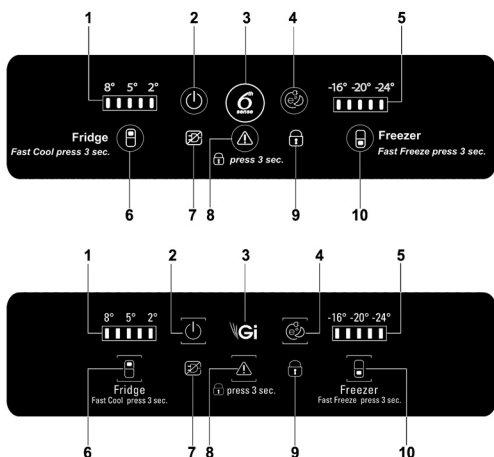 1 2 3 4 5
8° 5° 2° 6th sense -16° -20° -24°
Fridge Freezer
Fast Cool press 3 sec. press 3 sec. Fast Freeze press 3 sec.
6 7 8 9 10
1 2 3 4 5
8° 5° 2° Gi -16° -20° -24°
Fridge press 3 sec. Freezer
Fast Cool press 3 sec. Fast Freeze press 3 sec.
6 7 8 9 10